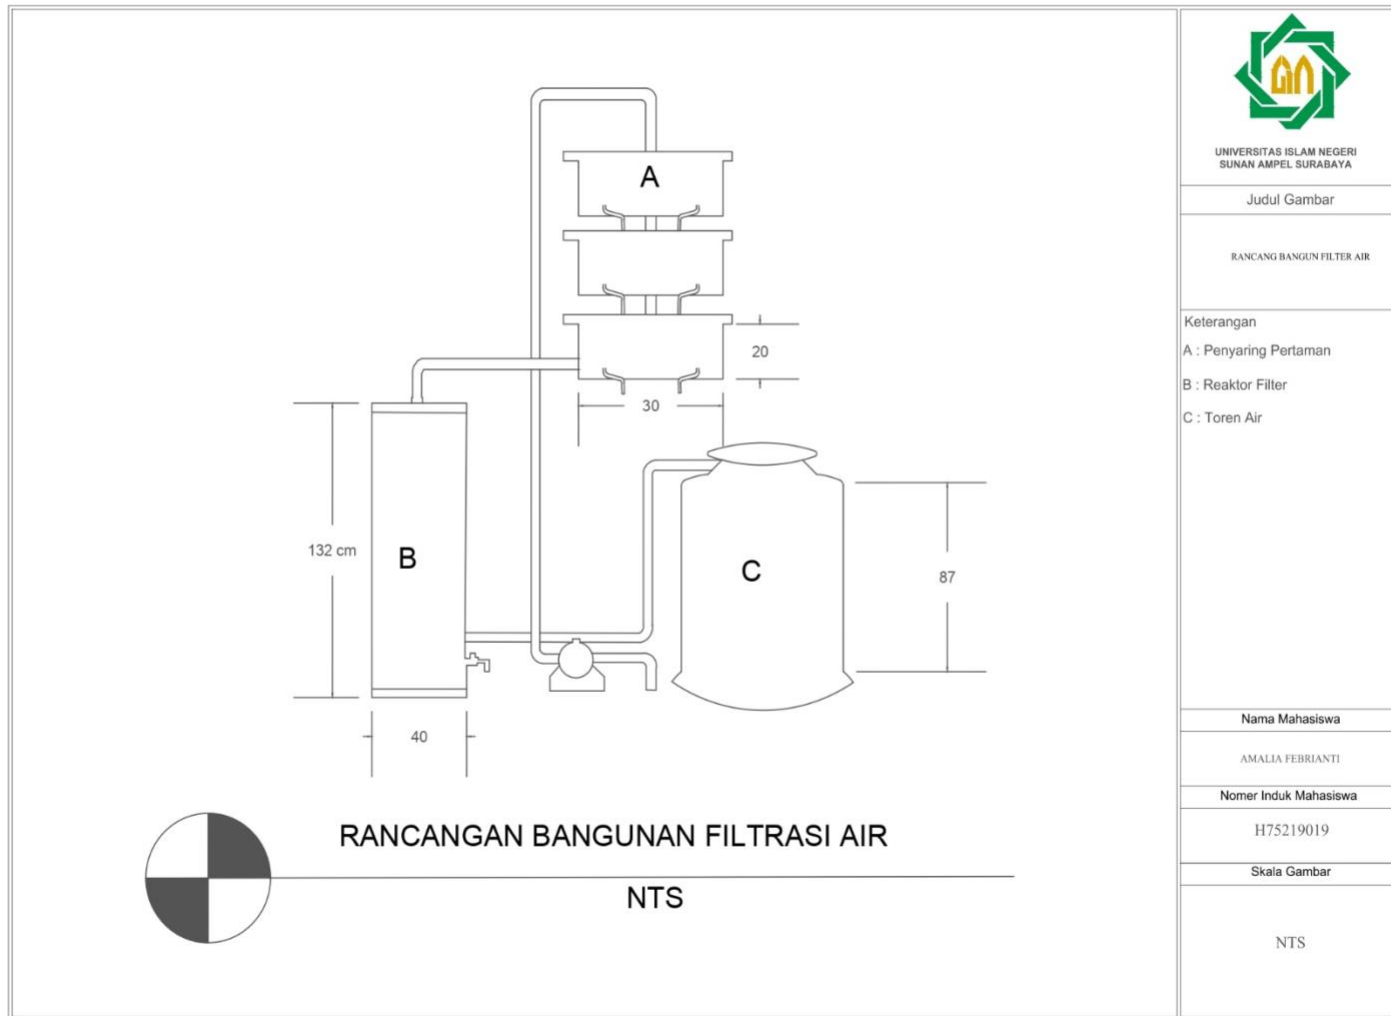 A
20
30
132 cm
B
C
87
40
RANCANGAN BANGUNAN FILTRASI AIR
NTS
UNIVERSITAS ISLAM NEGERI
SUNAN AMPEL SURABAYA
Judul Gambar
RANCANG BANGUN FILTER AIR
Keterangan
A : Penyaring Pertaman
B : Reaktor Filter
C : Toren Air
Nama Mahasiswa
AMALIA FEBRIANTI
Nomer Induk Mahasiswa
H75219019
Skala Gambar
NTS